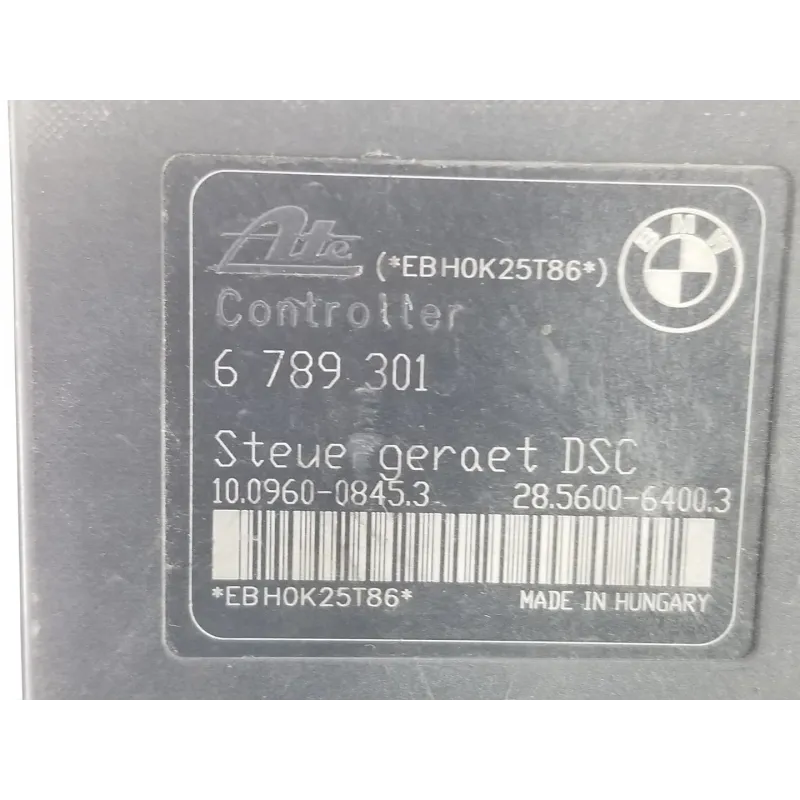 Ate (*EBH0K25T86*)
BMW
Controller
6 789 301
Steuergeraet DSC
10.0960-0845.3 28.5600-6400.3
*EBH0K25T86* MADE IN HUNGARY